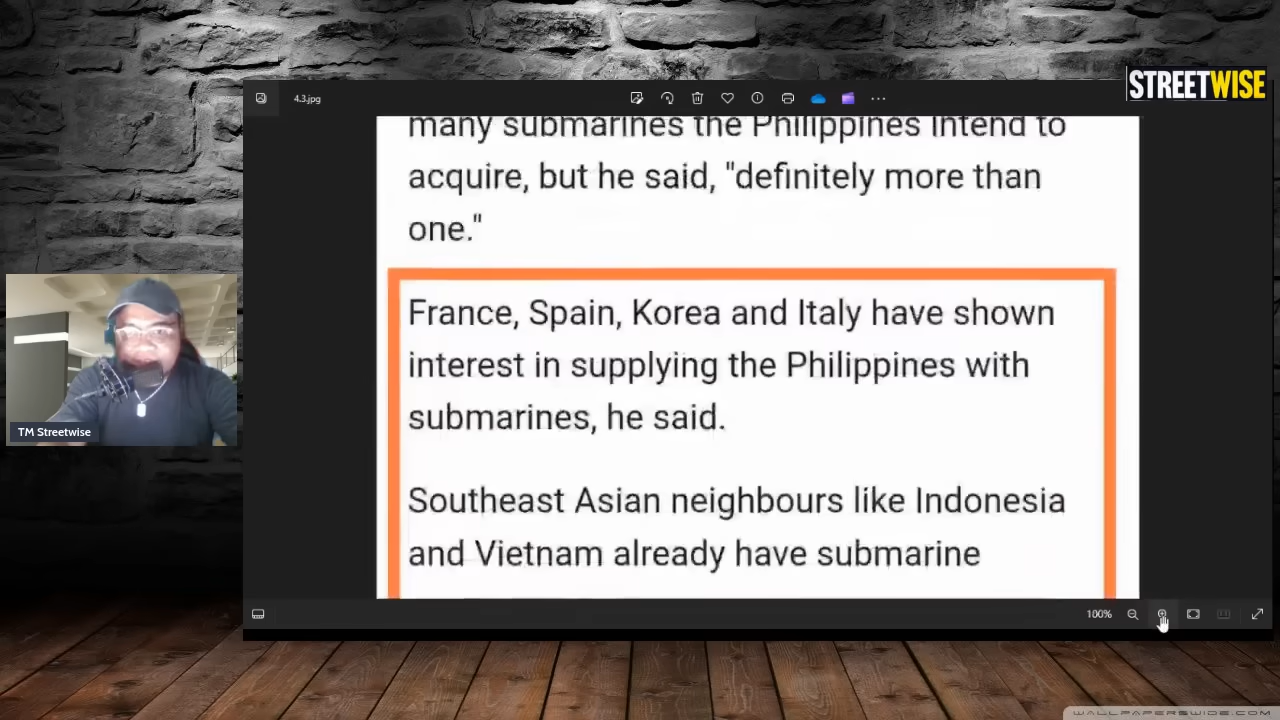 STREETWISE
4.3.jpg
many submarines the Philippines intend to
acquire, but he said, "definitely more than
one."
France, Spain, Korea and Italy have shown
interest in supplying the Philippines with
submarines, he said.
Southeast Asian neighbours like Indonesia
and Vietnam already have submarine
TM Streetwise
100%
WALLPAPERSWIDE.COM